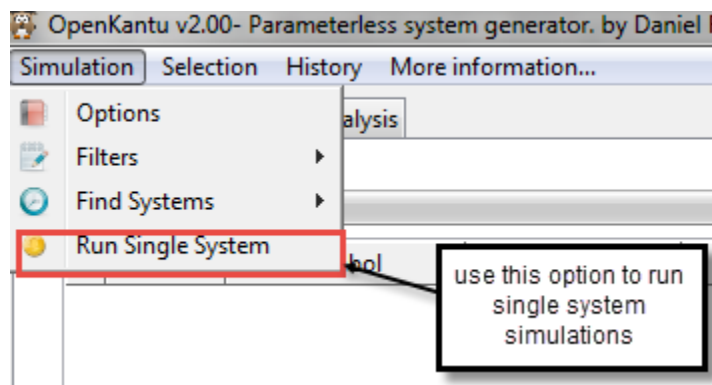 OpenKantu v2.00- Parameterless system generator. by Daniel
Simulation Selection History More information...
Options
alysis
Filters
Find Systems
Run Single System
bol
use this option to run
single system
simulations